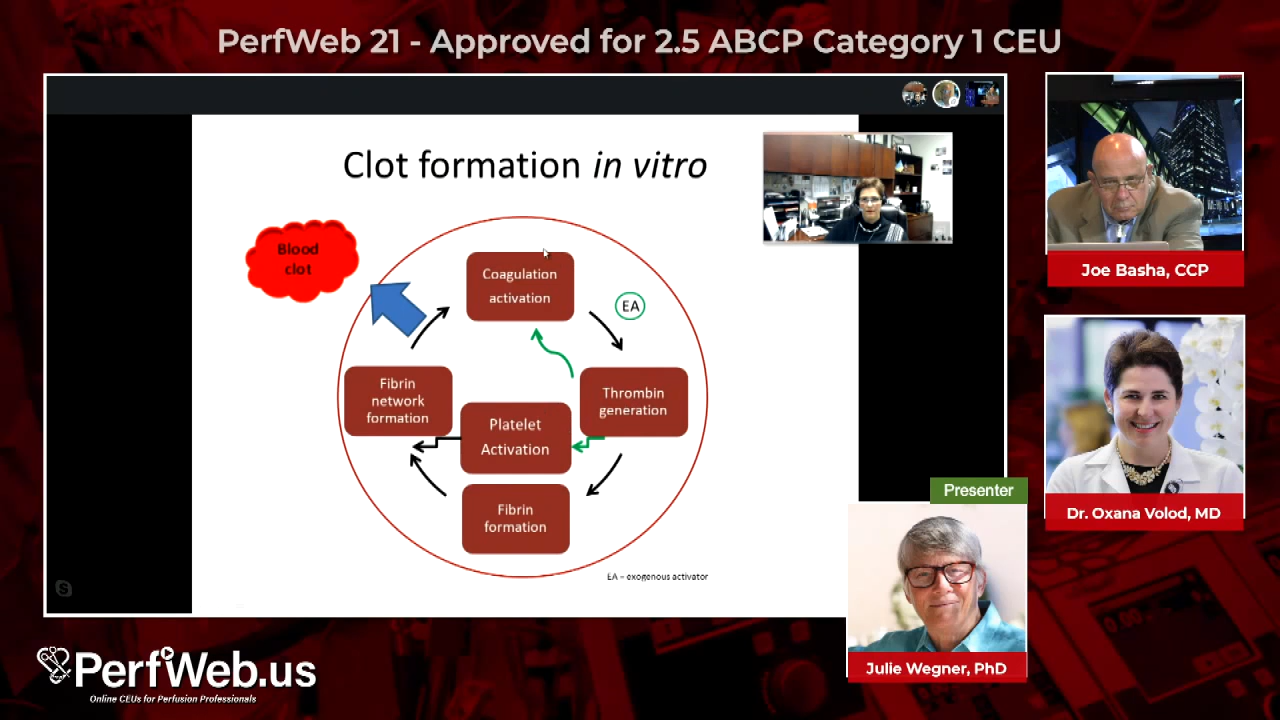 PerfWeb 21 - Approved for 2.5 ABCP Category 1 CEU
Clot formation in vitro
Blood
clot
Coagulation
activation
EA
Fibrin
network
formation
Platelet
Activation
Thrombin
generation
Fibrin
formation
EA – exogenous activator
Joe Basha, CCP
Dr. Oxana Volod, MD
Presenter
Julie Wegner, PhD
PerfWeb.us
Online CEUs for Perfusion Professionals